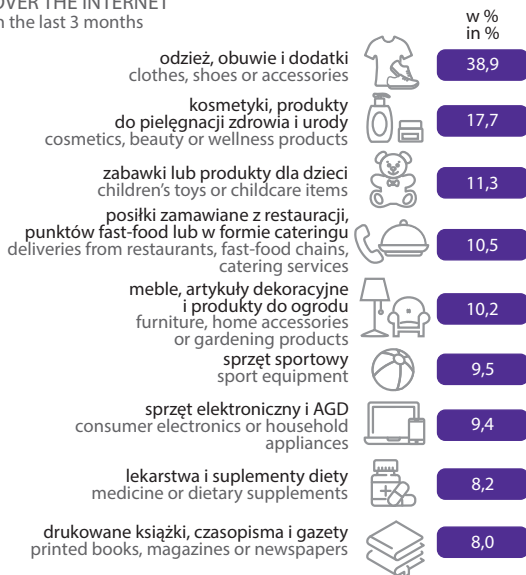 OVER THE INTERNET
the last 3 months
w %
in %
odzież, obuwie i dodatki
clothes, shoes or accessories
38,9
kosmetyki, produkty
do pielęgnacji zdrowia i urody
cosmetics, beauty or wellness products
17,7
zabawki lub produkty dla dzieci
children's toys or childcare items
11,3
posiłki zamawiane z restauracji,
punktów fast-food lub w formie cateringu
deliveries from restaurants, fast-food chains,
catering services
10,5
meble, artykuły dekoracyjne
i produkty do ogrodu
furniture, home accessories
or gardening products
10,2
sprzęt sportowy
sport equipment
9,5
sprzęt elektroniczny i AGD
consumer electronics or household
appliances
9,4
lekarstwa i suplementy diety
medicine or dietary supplements
8,2
drukowane książki, czasopisma i gazety
printed books, magazines or newspapers
8,0